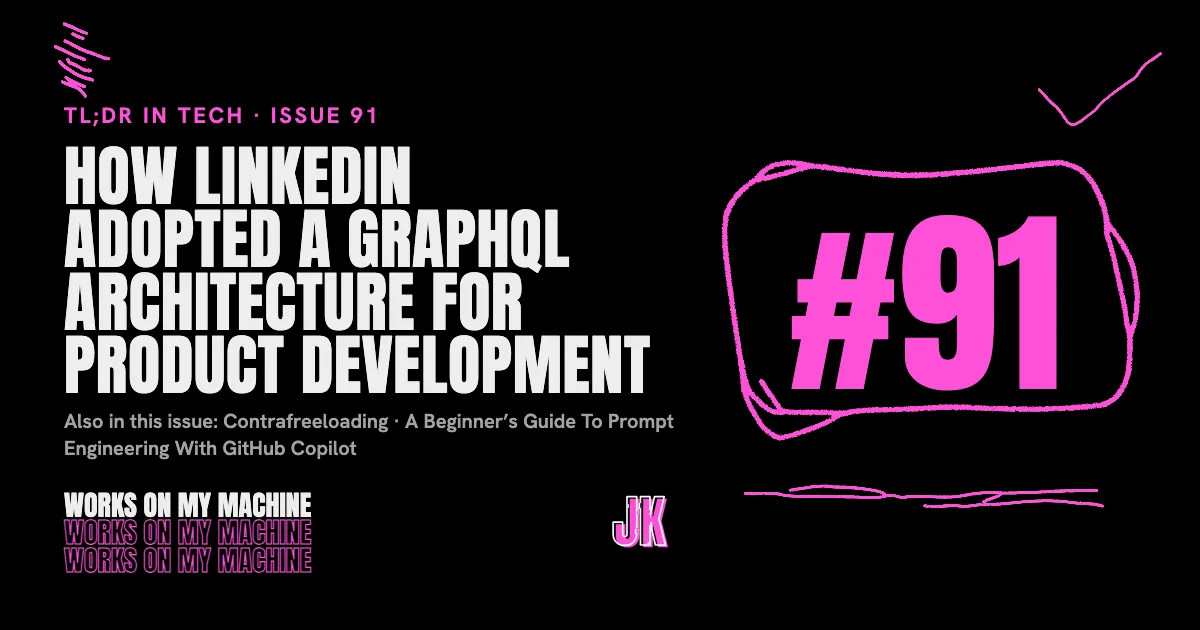 TL;DR IN TECH · ISSUE 91
HOW LINKEDIN
ADOPTED A GRAPHQL
ARCHITECTURE FOR
PRODUCT DEVELOPMENT
Also in this issue: Contrafreeloading · A Beginner’s Guide To Prompt
Engineering With GitHub Copilot
WORKS ON MY MACHINE
WORKS ON MY MACHINE
WORKS ON MY MACHINE
JK
#91